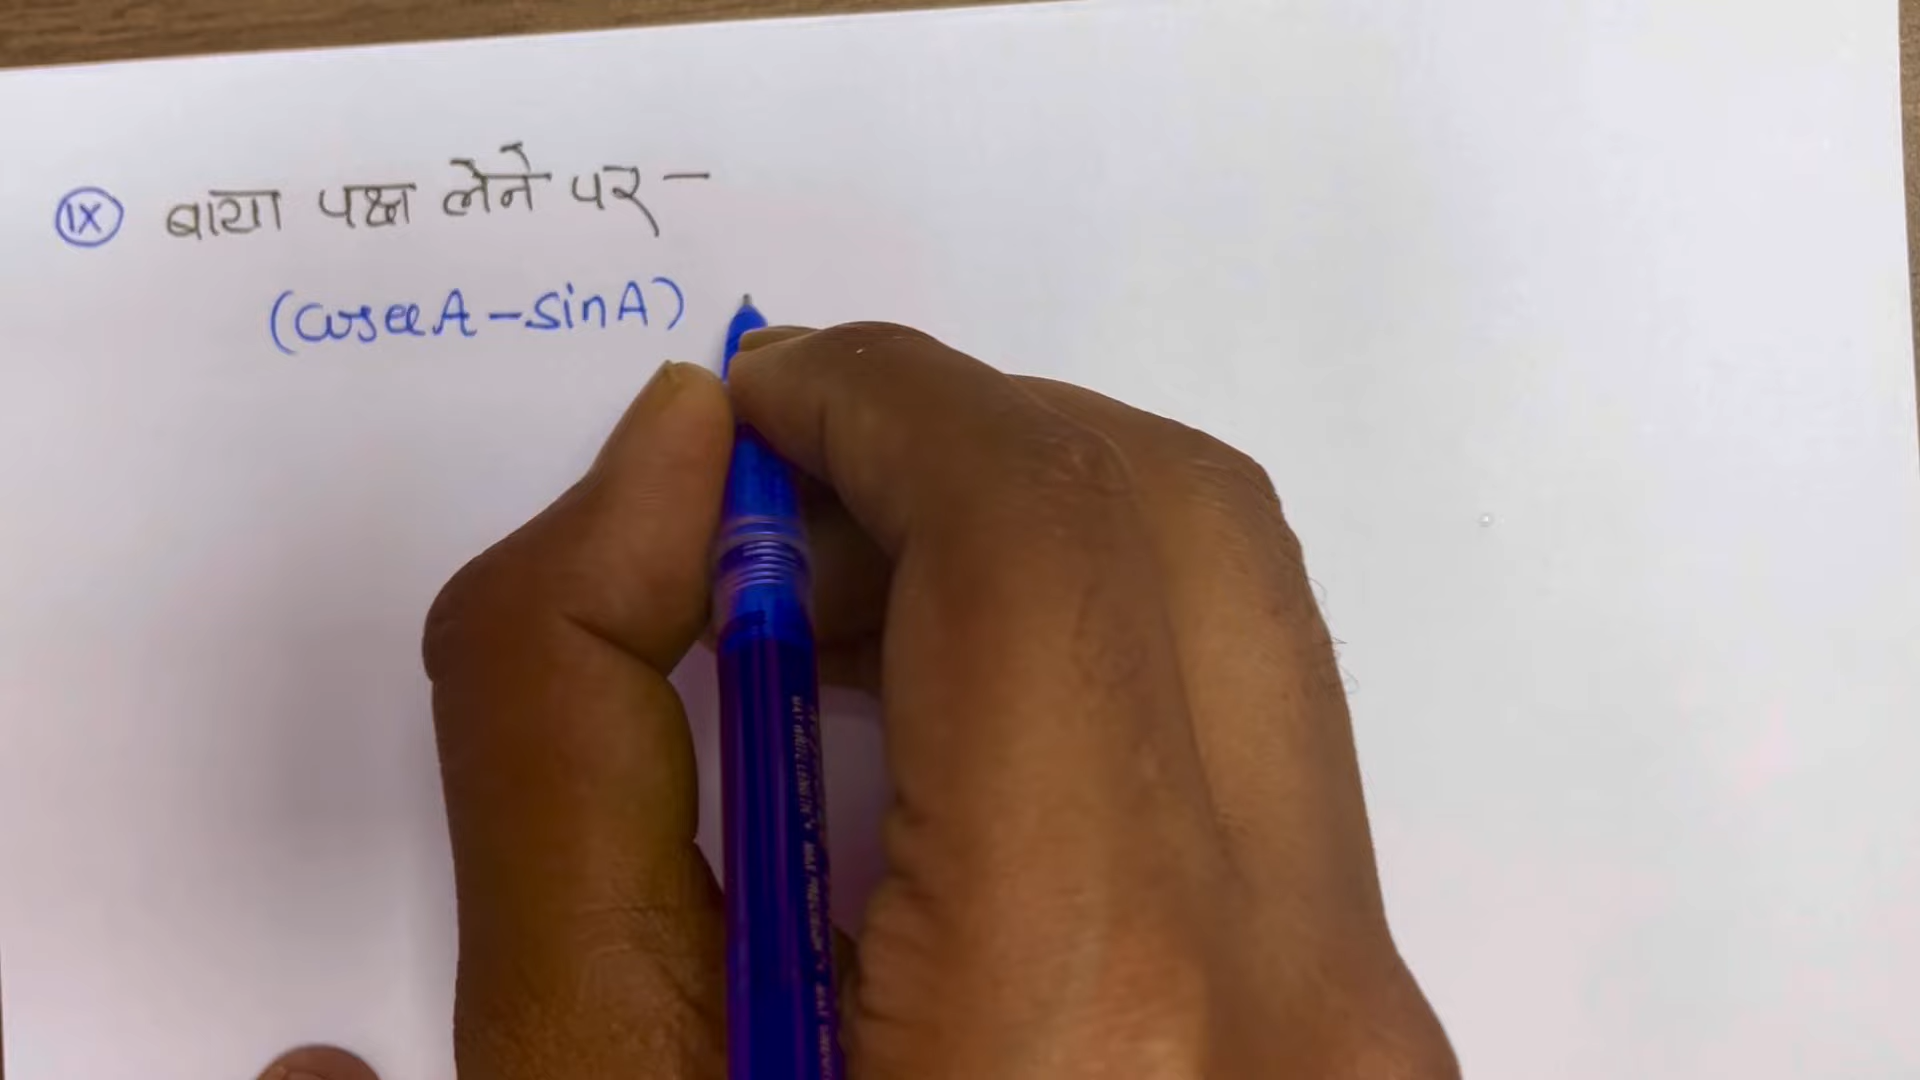 IX बाया पक्ष लेने पर –
(cosecA – sinA)